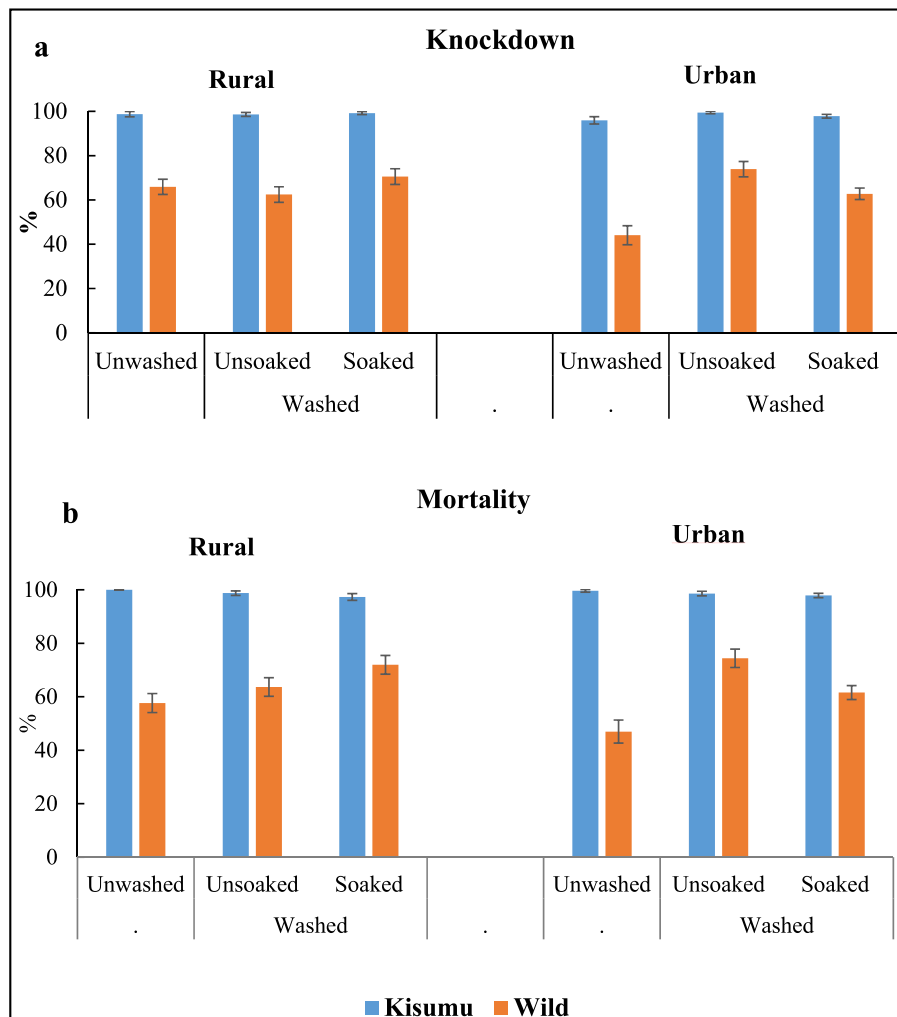 a
Knockdown
Rural
Urban
100
80
60
40
20
0
%
Unwashed Unsoaked Soaked Unwashed Unsoaked Soaked
Washed . . Washed
b
Mortality
Rural
Urban
100
80
60
40
20
0
%
Unwashed Unsoaked Soaked Unwashed Unsoaked Soaked
. Washed . . Washed
Kisumu Wild